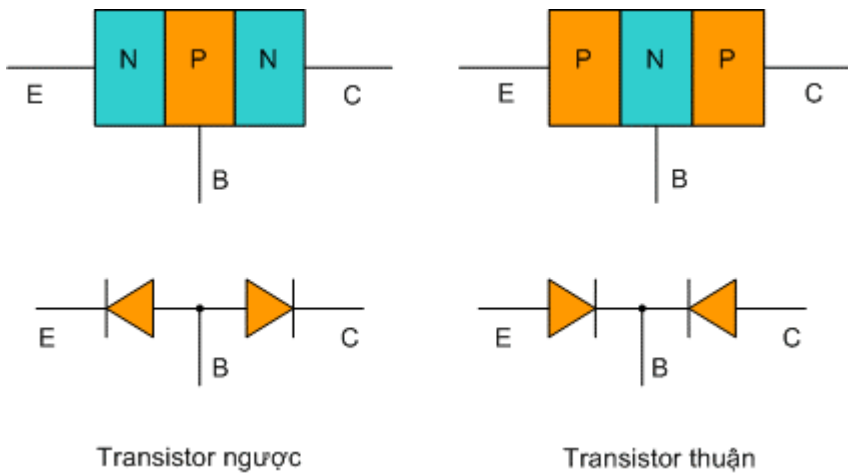 N P N P N P
E C E C
B B
E C E C
B B
Transistor ngược Transistor thuận